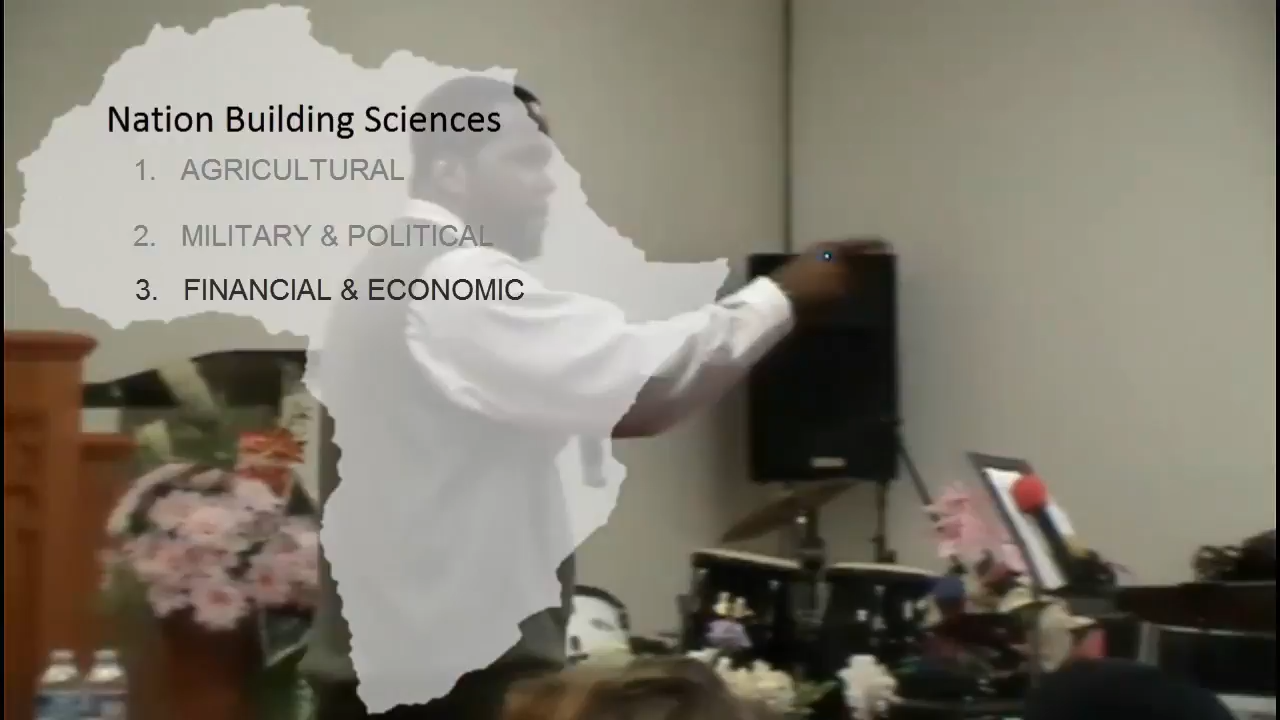 Nation Building Sciences
1. AGRICULTURAL
2. MILITARY & POLITICAL
3. FINANCIAL & ECONOMIC